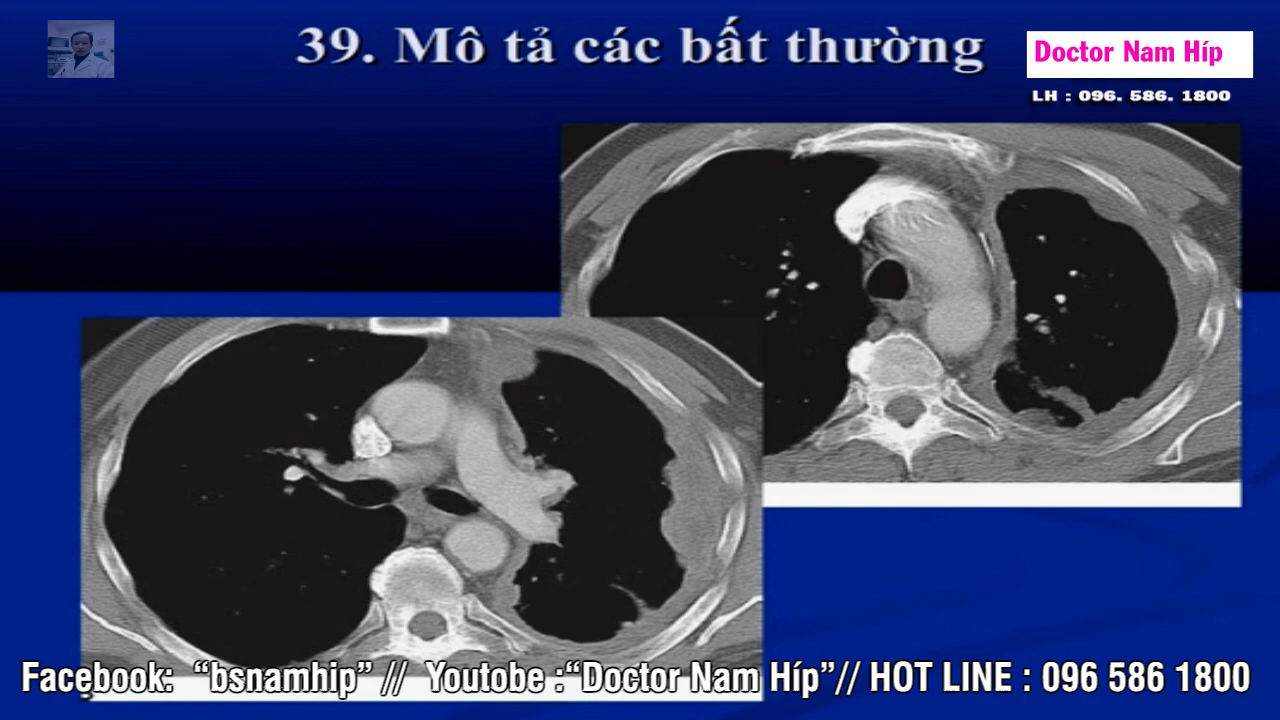 39. Mô tả các bất thường
Doctor Nam Híp
LH : 096. 586. 1800
Facebook: “bsnamhip” // Youtobe :“Doctor Nam Híp”// HOT LINE : 096 586 1800